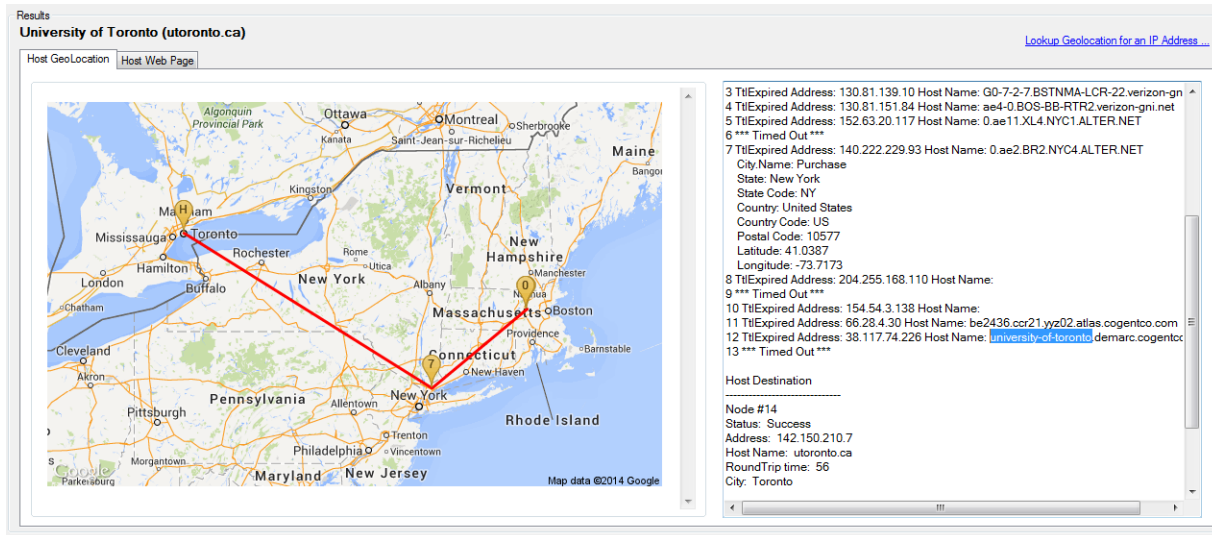 Results
University of Toronto (utoronto.ca)
Lookup Geolocation for an IP Address ...
Host GeoLocation
Host Web Page
Algonquin
Provincial Park
Ottawa
Montreal
Sherbrooke
Kanata
Saint-Jean-sur-Richelieu
Maine
Bangor
Vermont
Kingston
H
Mississauga
Toronto
Rochester
Rome
Utica
New
Hampshire
Hamilton
London
Buffalo
New York
Albany
Manchester
0
Chatham
Massachusetts
Boston
Providence
Cleveland
Connecticut
Barnstable
7
New Haven
Akron
Pennsylvania
Allentown
New York
Pittsburgh
Rhode Island
Trenton
Philadelphia
Vincentown
Morgantown
Google
Parkersburg
Maryland
New Jersey
Map data ©2014 Google
3 TtlExpired Address: 130.81.139.10 Host Name: G0-7-2-7.BSTNMA-LCR-22.verizon-gn
4 TtlExpired Address: 130.81.151.84 Host Name: ae4-0.BOS-BB-RTR2.verizon-gni.net
5 TtlExpired Address: 152.63.20.117 Host Name: 0.ae11.XL4.NYC1.ALTER.NET
6 *** Timed Out ***
7 TtlExpired Address: 140.222.229.93 Host Name: 0.ae2.BR2.NYC4.ALTER.NET
City.Name: Purchase
State: New York
State Code: NY
Country: United States
Country Code: US
Postal Code: 10577
Latitude: 41.0387
Longitude: -73.7173
8 TtlExpired Address: 204.255.168.110 Host Name:
9 *** Timed Out ***
10 TtlExpired Address: 154.54.3.138 Host Name:
11 TtlExpired Address: 66.28.4.30 Host Name: be2436.ccr21.yyz02.atlas.cogentco.com
12 TtlExpired Address: 38.117.74.226 Host Name: university-of-toronto.demarc.cogentcc
13 *** Timed Out ***
Host Destination
------------------------------
Node #14
Status: Success
Address: 142.150.210.7
Host Name: utoronto.ca
RoundTrip time: 56
City: Toronto